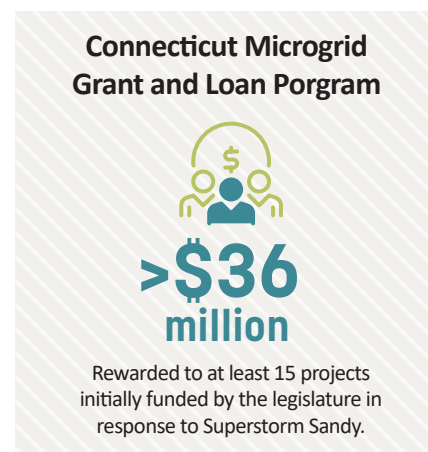 Connecticut Microgrid
Grant and Loan Porgram
$
>$36
million
Rewarded to at least 15 projects
initially funded by the legislature in
response to Superstorm Sandy.